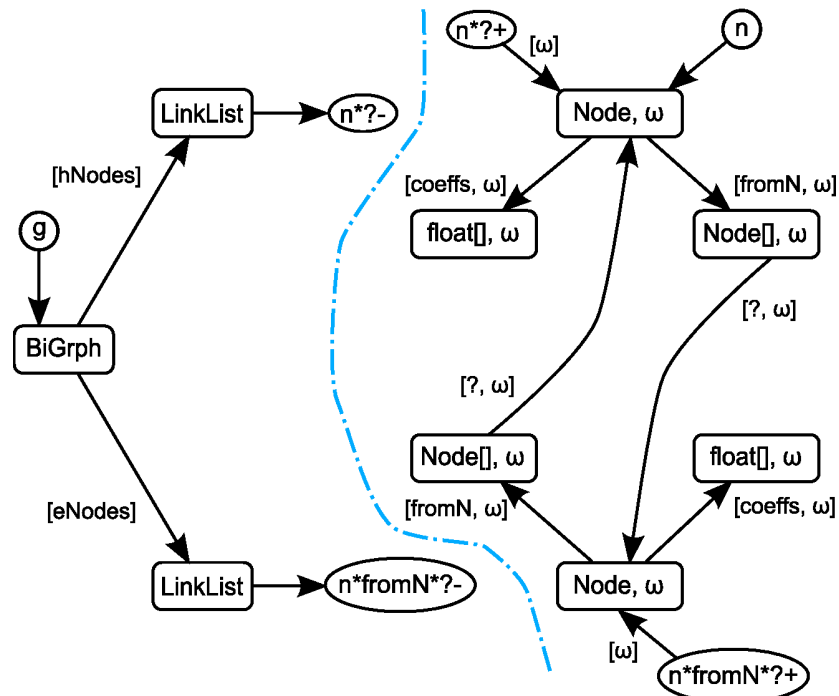 n*?+
[ω]
n
LinkList
n*?-
Node, ω
[hNodes]
[coeffs, ω]
[fromN, ω]
g
float[], ω
Node[], ω
[?, ω]
BiGrph
[?, ω]
Node[], ω
float[], ω
[eNodes]
[fromN, ω]
[coeffs, ω]
LinkList
n*fromN*?-
Node, ω
[ω]
n*fromN*?+